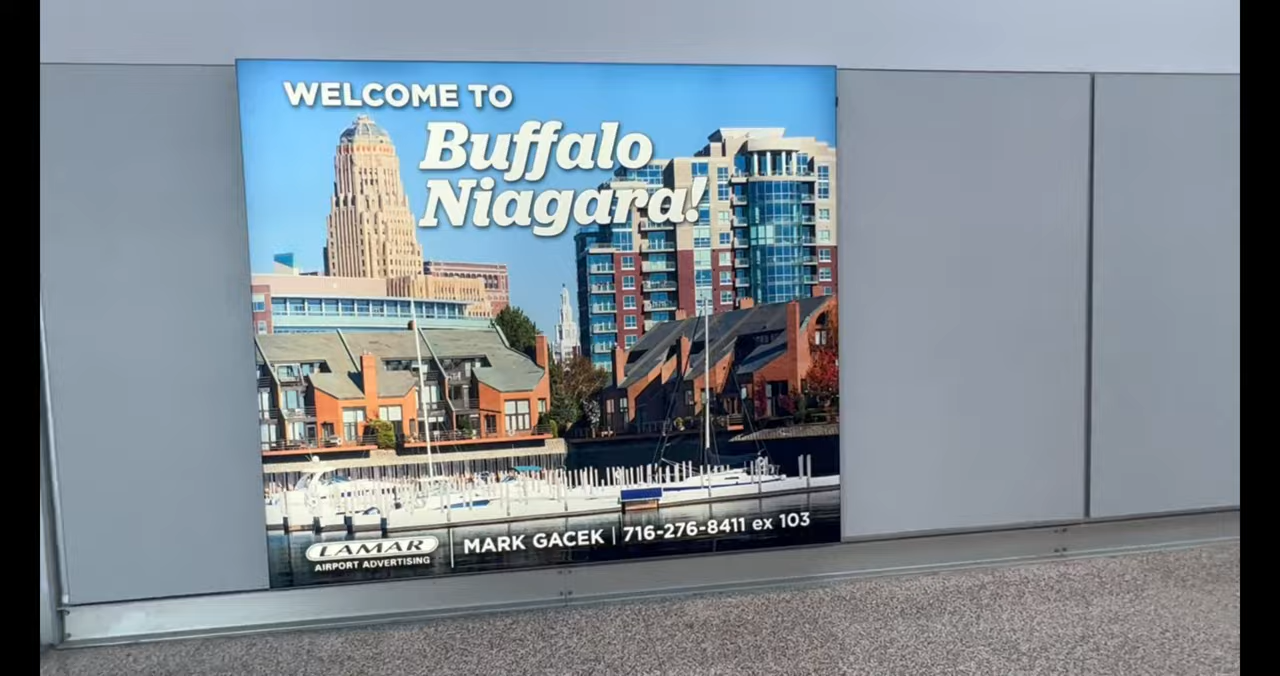 WELCOME TO
Buffalo
Niagara!
LAMAR
AIRPORT ADVERTISING
MARK GACEK | 716-276-8411 ex 103